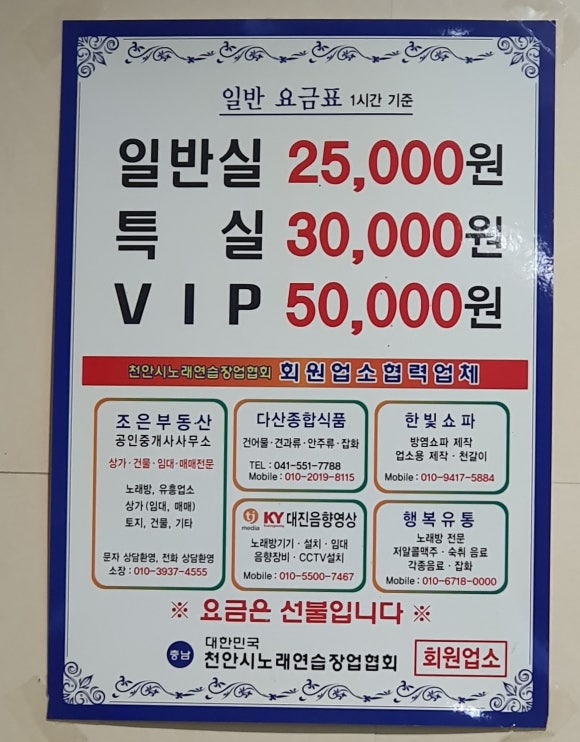 일반 요금표 1시간 기준
일반실 25,000원
특 실 30,000원
VIP 50,000원
천안시노래연습장업협회 회원업소협력업체
조은부동산
공인중개사사무소
상가·건물·임대·매매전문
노래방, 유흥업소
상가(임대, 매매)
토지, 건물, 기타
문자 상담환영, 전화 상담환영
소장 : 010-3937-4555
다산종합식품
건어물·견과류·안주류·잡화
TEL : 041-551-7788
Mobile : 010-2019-8115
한빛쇼파
방염쇼파 제작
업소용 제작·천갈이
Mobile : 010-9417-5884
media KY 대진음향영상
노래방기기·설치·임대
음향장비·CCTV설치
Mobile : 010-5500-7467
행복유통
노래방 전문
저알콜맥주·숙취 음료
각종음료·잡화
Mobile : 010-6718-0000
※ 요금은 선불입니다 ※
충남 대한민국
천안시노래연습장업협회
회원업소